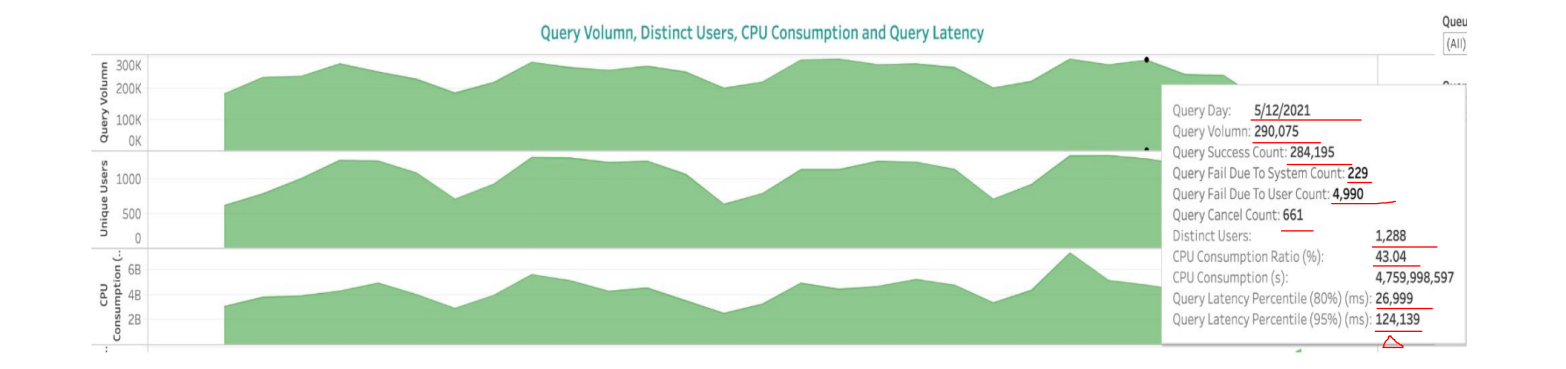 Query Volumn, Distinct Users, CPU Consumption and Query Latency
Queu
(All)
Query Volumn
300K
200K
100K
0K
Unique Users
1000
500
0
CPU
Consumption (..
6B
4B
2B
Query Day: 5/12/2021
Query Volumn: 290,075
Query Success Count: 284,195
Query Fail Due To System Count: 229
Query Fail Due To User Count: 4,990
Query Cancel Count: 661
Distinct Users: 1,288
CPU Consumption Ratio (%): 43.04
CPU Consumption (s): 4,759,998,597
Query Latency Percentile (80%) (ms): 26,999
Query Latency Percentile (95%) (ms): 124,139